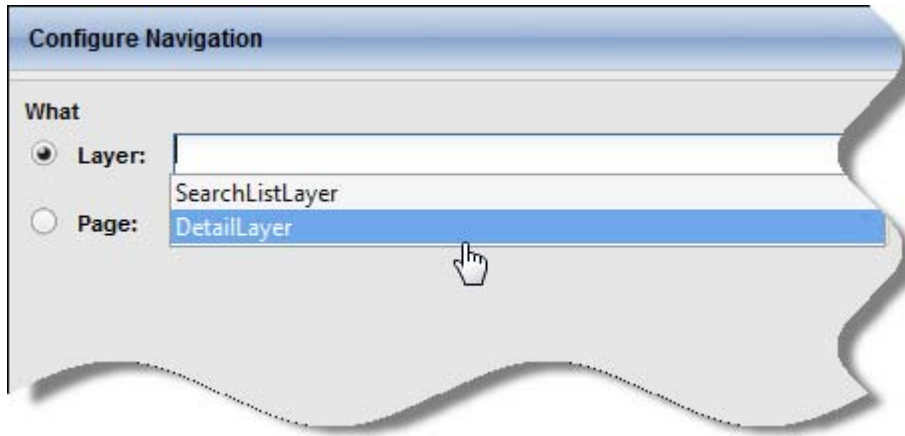 Configure Navigation
What
Layer:
SearchListLayer
DetailLayer
Page: